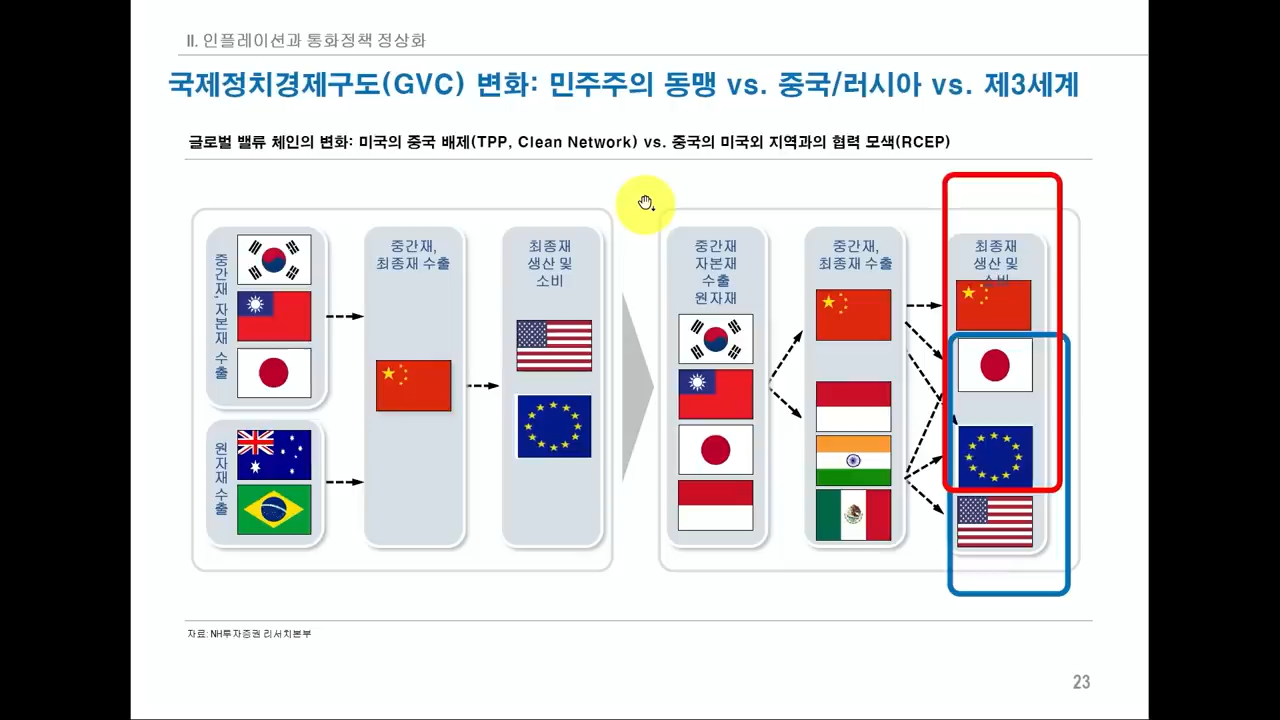 II. 인플레이션과 통화정책 정상화
국제정치경제구도(GVC) 변화: 민주주의 동맹 vs. 중국/러시아 vs. 제3세계
글로벌 밸류 체인의 변화: 미국의 중국 배제(TPP, Clean Network) vs. 중국의 미국외 지역과의 협력 모색(RCEP)
중간재, 자본재 수출
원자재 수출
중간재,
최종재 수출
최종재
생산 및
소비
중간재
자본재
수출
원자재
중간재,
최종재 수출
최종재
생산 및
소비
자료: NH투자증권 리서치본부
23